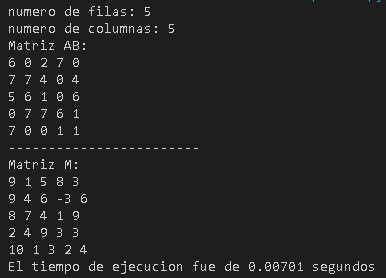 numero de filas: 5
numero de columnas: 5
Matriz AB:
6 0 2 7 0
7 7 4 0 4
5 6 1 0 6
0 7 7 6 1
7 0 0 1 1
------------------------
Matriz M:
9 1 5 8 3
9 4 6 -3 6
8 7 4 1 9
2 4 9 3 3
10 1 3 2 4
El tiempo de ejecucion fue de 0.00701 segundos